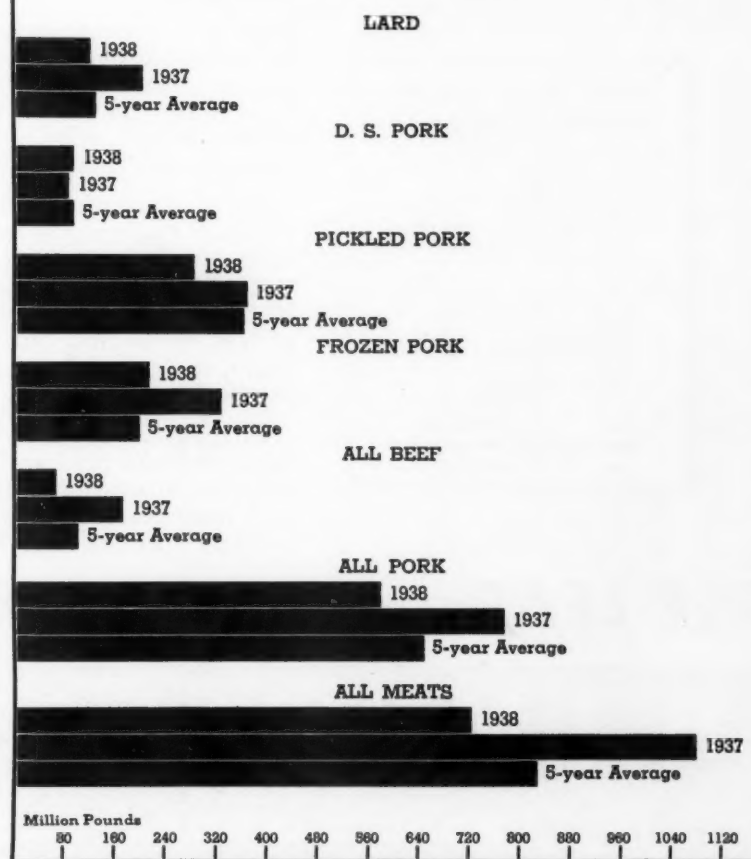 LARD
1938
1937
5-year Average
D. S. PORK
1938
1937
5-year Average
PICKLED PORK
1938
1937
5-year Average
FROZEN PORK
1938
1937
5-year Average
ALL BEEF
1938
1937
5-year Average
ALL PORK
1938
1937
5-year Average
ALL MEATS
1938
1937
5-year Average
Million Pounds
80 160 240 320 400 480 560 640 720 800 880 960 1040 1120